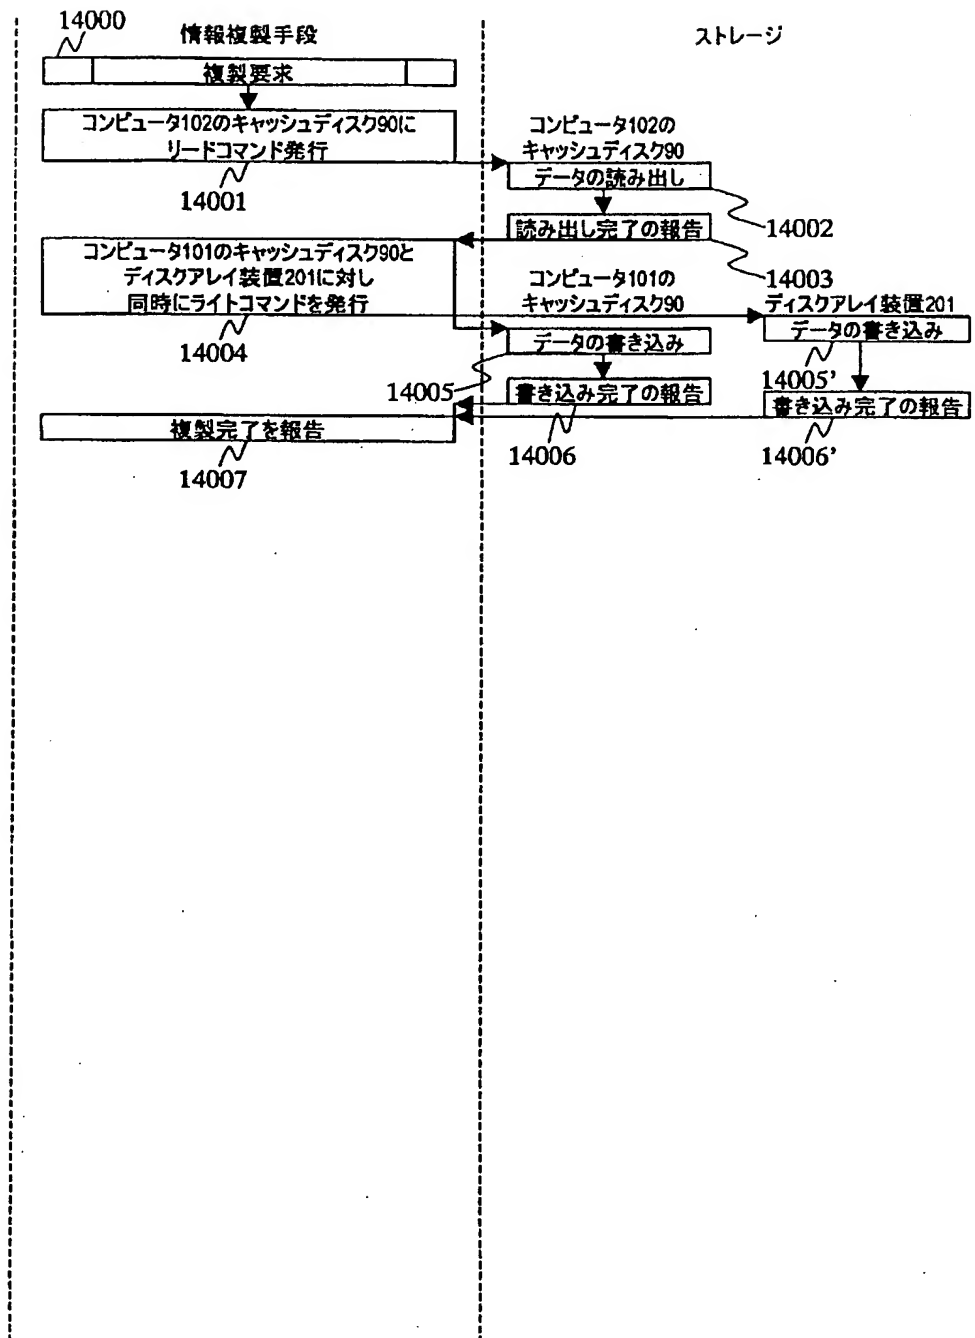 14000
情報複製手段
ストレージ
複製要求
コンピュータ102のキャッシュディスク90に
リードコマンド発行
14001
コンピュータ102の
キャッシュディスク90
データの読み出し
14002
読み出し完了の報告
14003
コンピュータ101のキャッシュディスク90と
ディスクアレイ装置201に対し
同時にライトコマンドを発行
14004
コンピュータ101の
キャッシュディスク90
データの書き込み
14005
ディスクアレイ装置201
データの書き込み
14005'
書き込み完了の報告
14006
書き込み完了の報告
14006'
複製完了を報告
14007